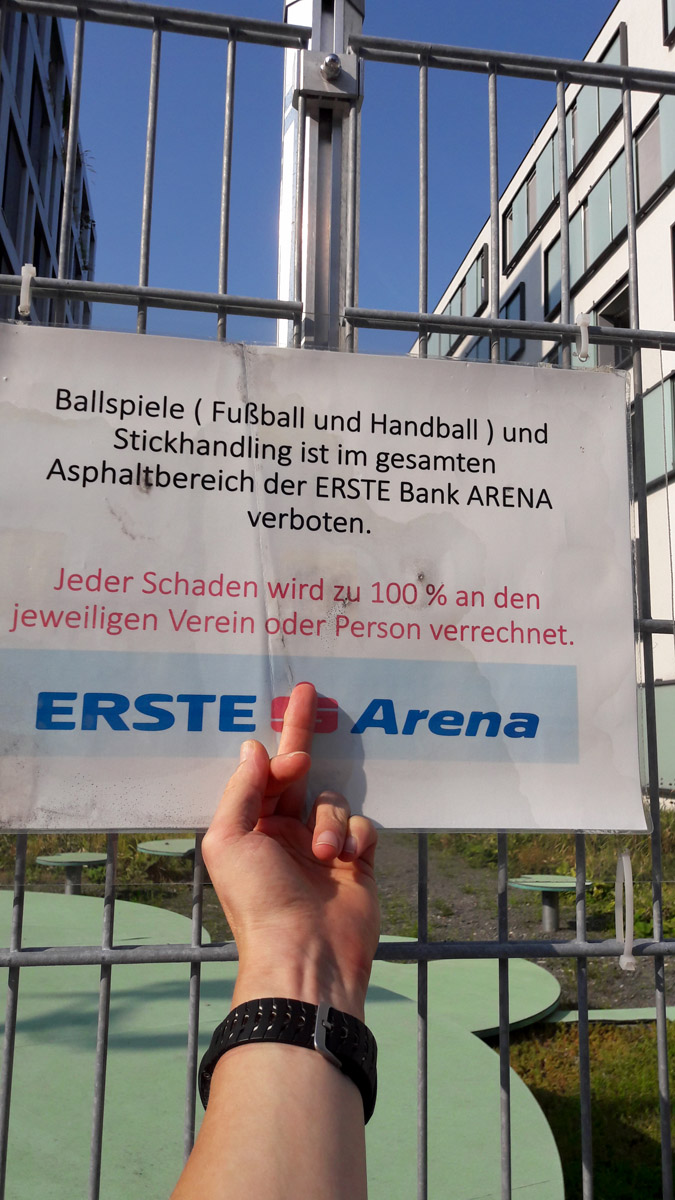 Ballspiele ( Fußball und Handball ) und
Stickhandling ist im gesamten
Asphaltbereich der ERSTE Bank ARENA
verboten.
Jeder Schaden wird zu 100 % an den
jeweiligen Verein oder Person verrechnet.
ERSTE Arena